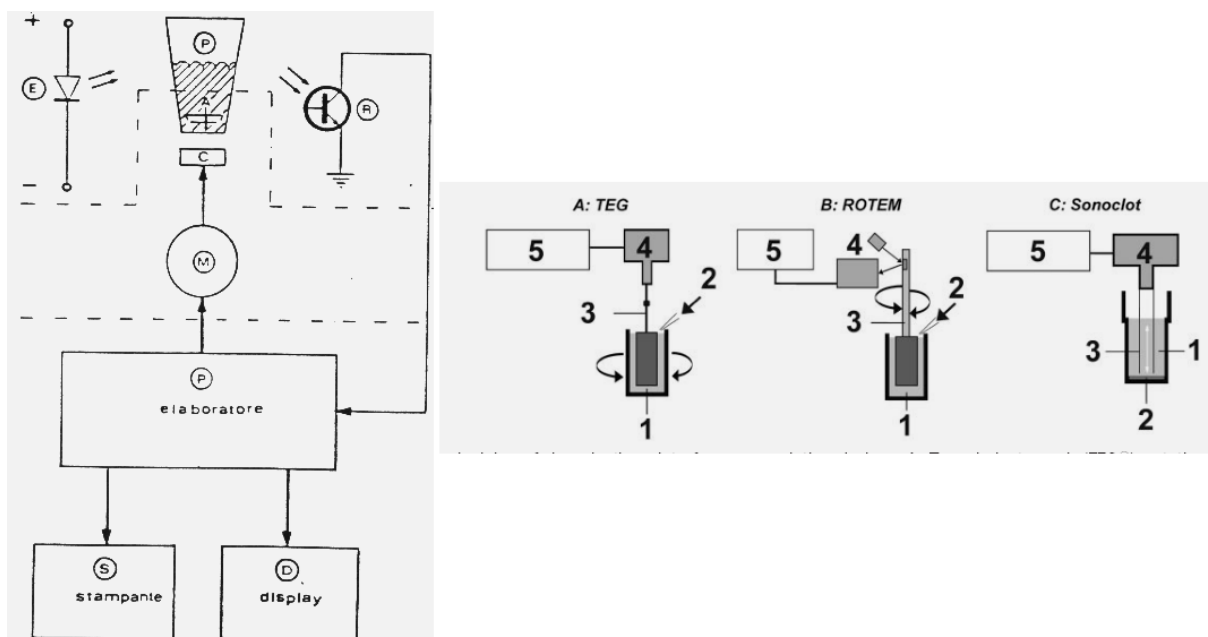 +
P
E
A
R
C
−
M
P
elaboratore
S
stampante
D
display
A: TEG
B: ROTEM
C: Sonoclot
5
4
2
3
1
5
4
2
3
1
5
4
3
1
2